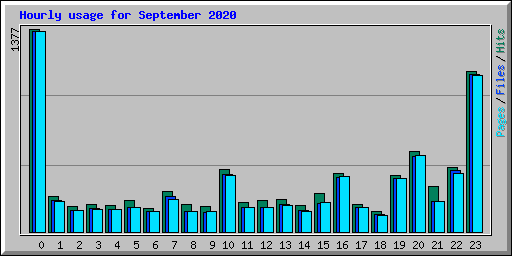 Hourly usage for September 2020
1377
Pages / Files / Hits
0 1 2 3 4 5 6 7 8 9 10 11 12 13 14 15 16 17 18 19 20 21 22 23